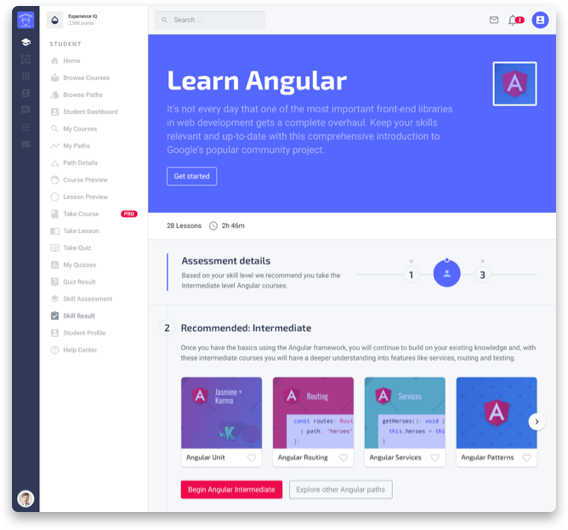 Experience IQ
2,300 points
Search ...
2
STUDENT
Home
Browse Courses
Browse Paths
Student Dashboard
My Courses
My Paths
Path Details
Course Preview
Lesson Preview
Take Course PRO
Take Lesson
Take Quiz
My Quizzes
Quiz Result
Skill Assessment
Skill Result
Student Profile
Help Center
Learn Angular
It's not every day that one of the most important front-end libraries
in web development gets a complete overhaul. Keep your skills
relevant and up-to-date with this comprehensive introduction to
Google's popular community project.
Get started
28 Lessons 2h 46m
Assessment details
Based on your skill level we recommend you take the
Intermediate level Angular courses.
1 3
2 Recommended: Intermediate
Once you have the basics using the Angular framework, you will continue to build on your existing knowledge and, with
these intermediate courses you will have a deeper understanding into features like services, routing and testing.
Jasmine +
Karma
Angular Unit
Routing
const routes: Rout
{ path: 'heroes'
];
Angular Routing
Services
getHeroes(): void {
this.heroes = this
}
Angular Services
Angular Patterns
Begin Angular Intermediate Explore other Angular paths